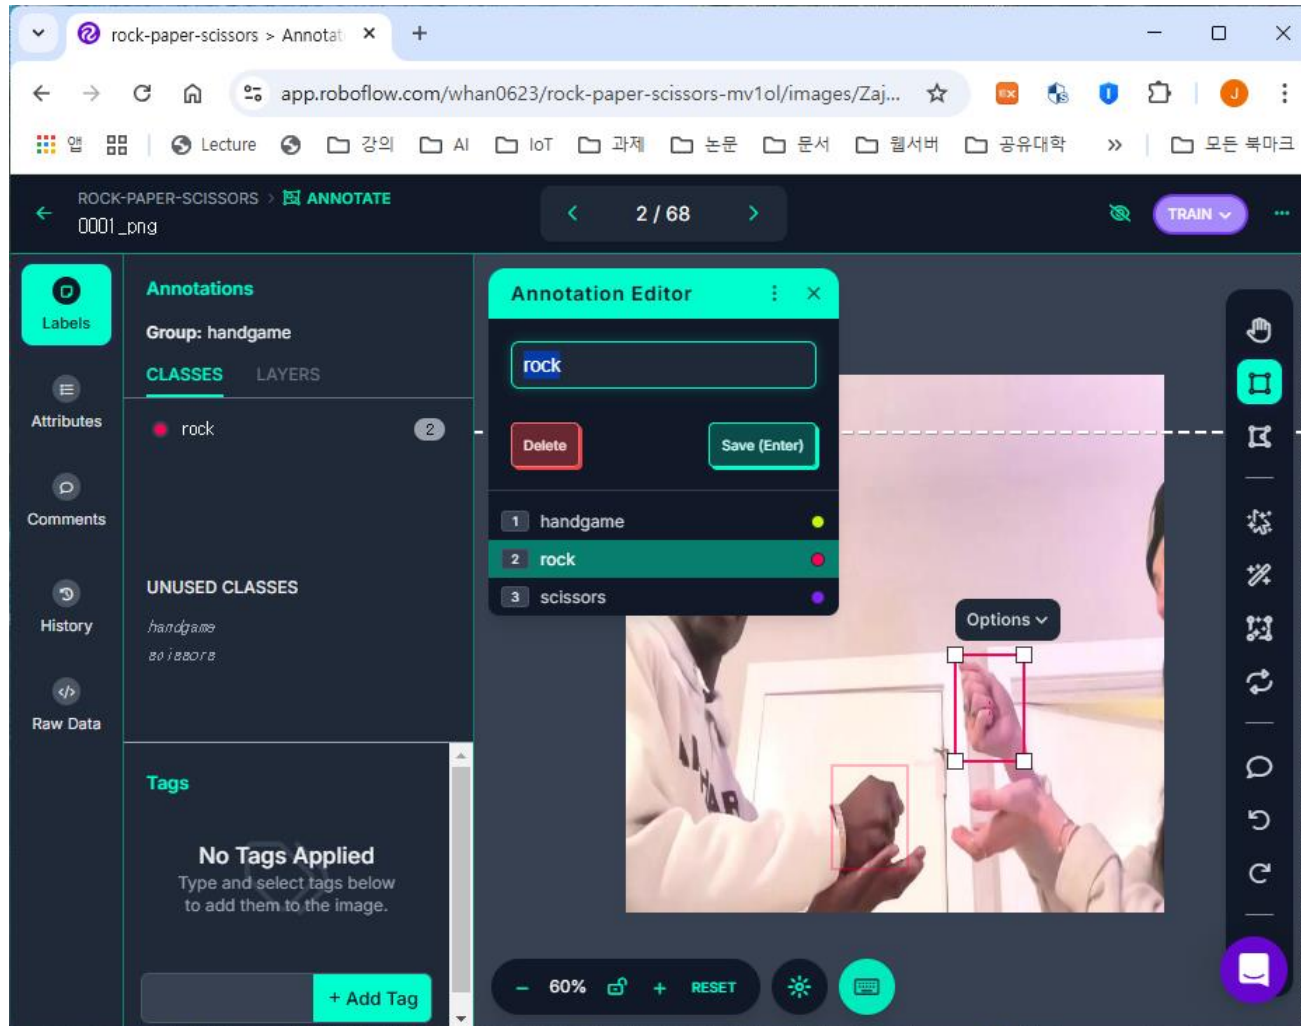 rock-paper-scissors > Annotat
app.roboflow.com/whan0623/rock-paper-scissors-mv1ol/images/Zaj...
EX
J
앱
Lecture
강의
AI
IoT
과제
논문
문서
웹서버
공유대학
모든 북마크
ROCK-PAPER-SCISSORS > ANNOTATE
0001_png
2 / 68
TRAIN
Labels
Attributes
Comments
History
Raw Data
Annotations
Group: handgame
CLASSES LAYERS
rock 2
UNUSED CLASSES
handgame
scissors
Tags
No Tags Applied
Type and select tags below
to add them to the image.
+ Add Tag
Annotation Editor
rock
Delete Save (Enter)
1 handgame
2 rock
3 scissors
Options
60% + RESET